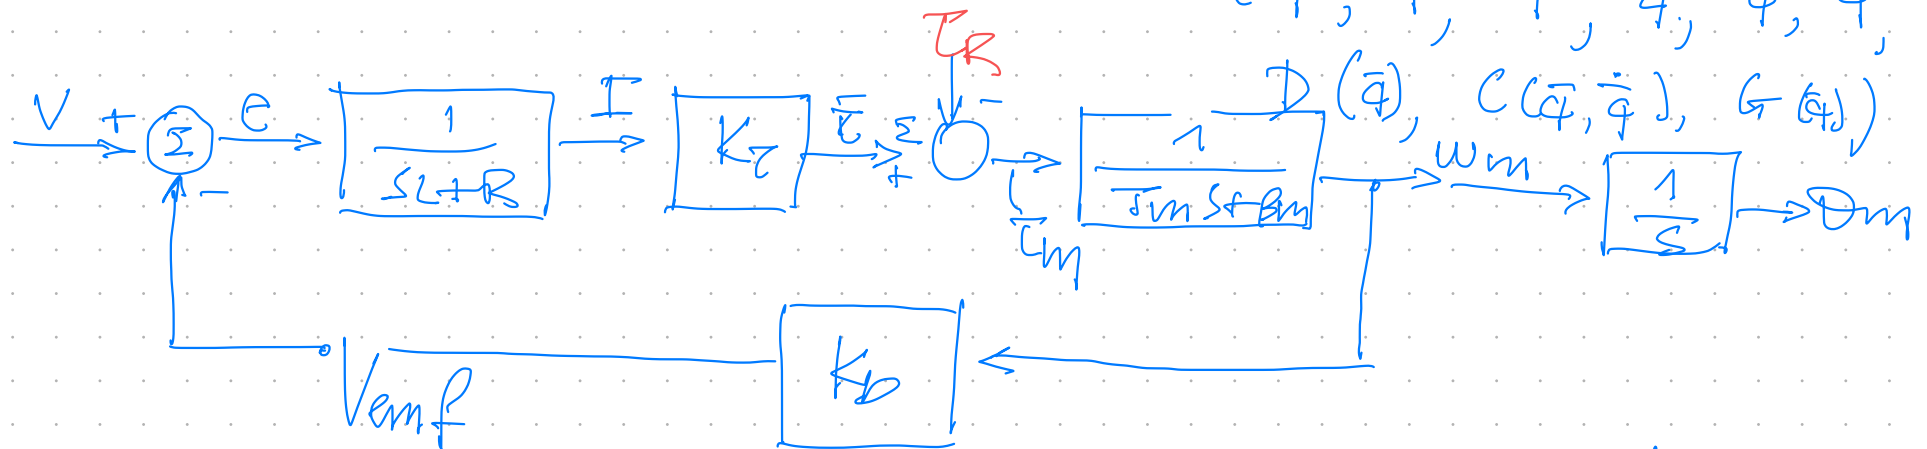 τR
V + Σ e 1/(SL+R) I Kτ τ Σ + - τm 1/(Jm S+Bm) ωm 1/S θm
D(q̄), C(q̄, q̄̇), G(q̄))
-
Vemf Kb